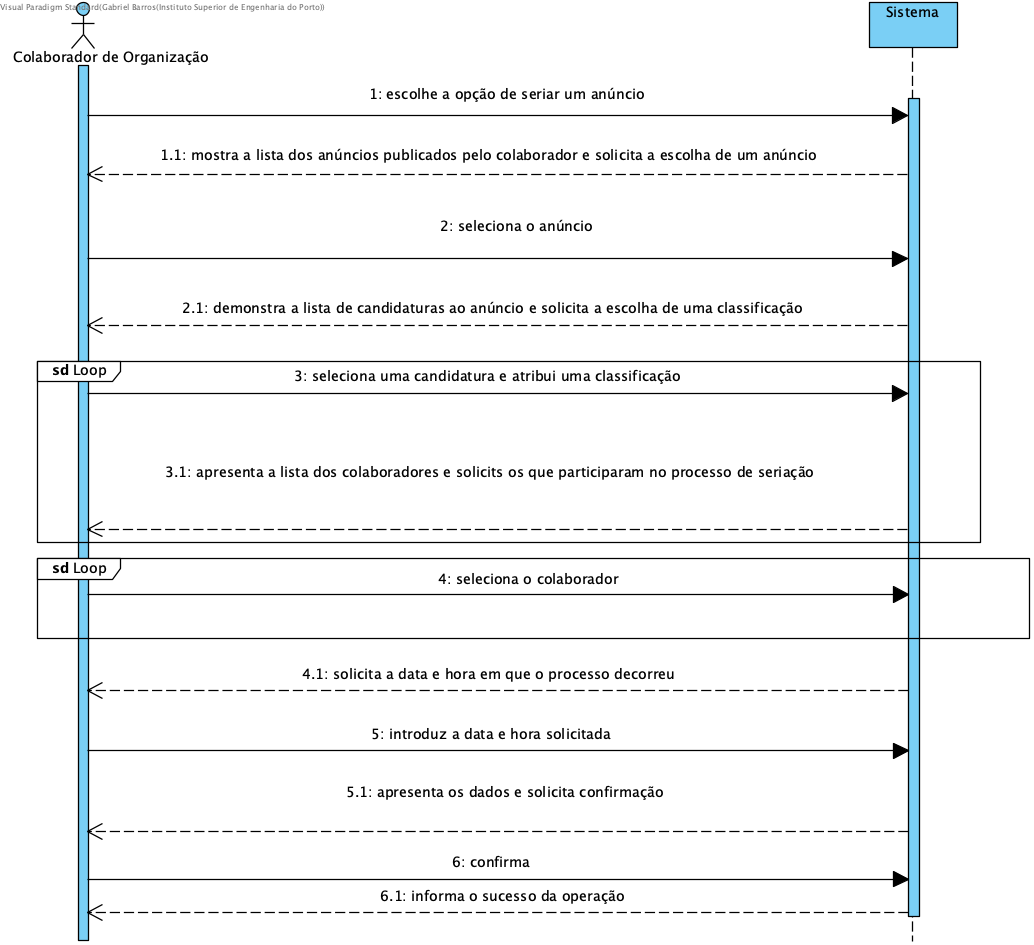 Visual Paradigm Standard(Gabriel Barros(Instituto Superior de Engenharia do Porto))
Sistema
Colaborador de Organização
1: escolhe a opção de seriar um anúncio
1.1: mostra a lista dos anúncios publicados pelo colaborador e solicita a escolha de um anúncio
2: seleciona o anúncio
2.1: demonstra a lista de candidaturas ao anúncio e solicita a escolha de uma classificação
sd Loop
3: seleciona uma candidatura e atribui uma classificação
3.1: apresenta a lista dos colaboradores e solicits os que participaram no processo de seriação
sd Loop
4: seleciona o colaborador
4.1: solicita a data e hora em que o processo decorreu
5: introduz a data e hora solicitada
5.1: apresenta os dados e solicita confirmação
6: confirma
6.1: informa o sucesso da operação